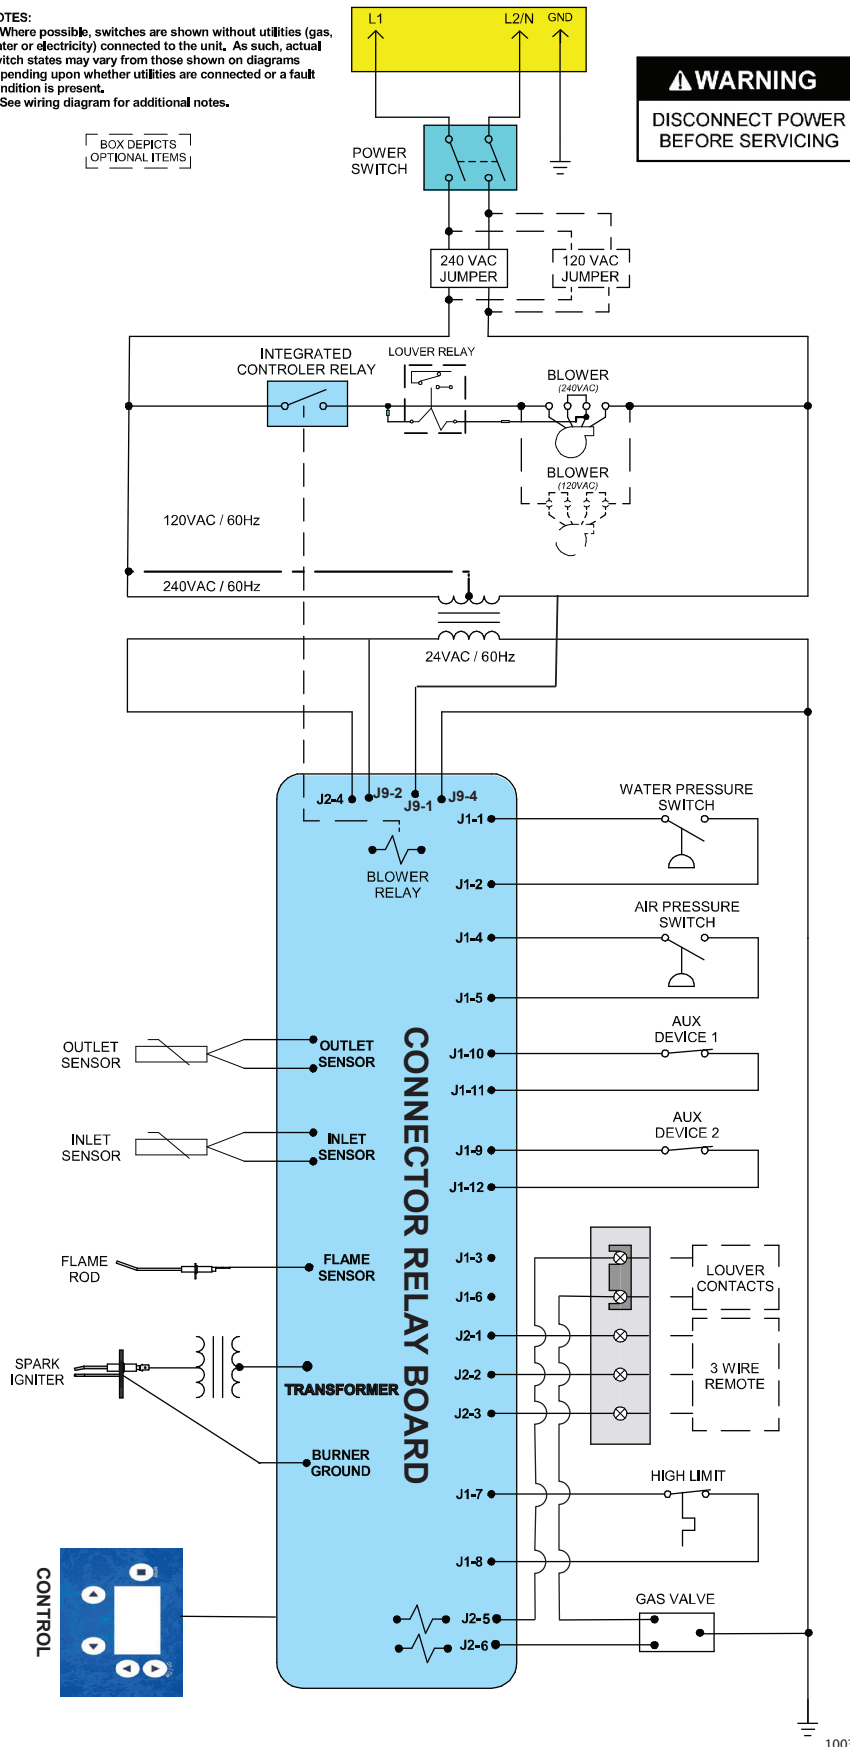 OTES:
Where possible, switches are shown without utilities (gas,
ater or electricity) connected to the unit. As such, actual
vitch states may vary from those shown on diagrams
pending upon whether utilities are connected or a fault
ndition is present.
See wiring diagram for additional notes.
BOX DEPICTS
OPTIONAL ITEMS
L1
L2/N
GND
WARNING
DISCONNECT POWER
BEFORE SERVICING
POWER
SWITCH
240 VAC
JUMPER
120 VAC
JUMPER
INTEGRATED
CONTROLER RELAY
LOUVER RELAY
BLOWER
(240VAC)
BLOWER
(120VAC)
120VAC / 60Hz
240VAC / 60Hz
24VAC / 60Hz
J2-4
J9-2
J9-1
J9-4
BLOWER
RELAY
J1-1
J1-2
WATER PRESSURE
SWITCH
J1-4
J1-5
AIR PRESSURE
SWITCH
OUTLET
SENSOR
OUTLET
SENSOR
J1-10
J1-11
AUX
DEVICE 1
INLET
SENSOR
INLET
SENSOR
J1-9
J1-12
AUX
DEVICE 2
CONNECTOR RELAY BOARD
FLAME
ROD
FLAME
SENSOR
J1-3
J1-6
J2-1
J2-2
J2-3
LOUVER
CONTACTS
3 WIRE
REMOTE
SPARK
IGNITER
TRANSFORMER
BURNER
GROUND
J1-7
J1-8
HIGH LIMIT
CONTROL
J2-5
J2-6
GAS VALVE